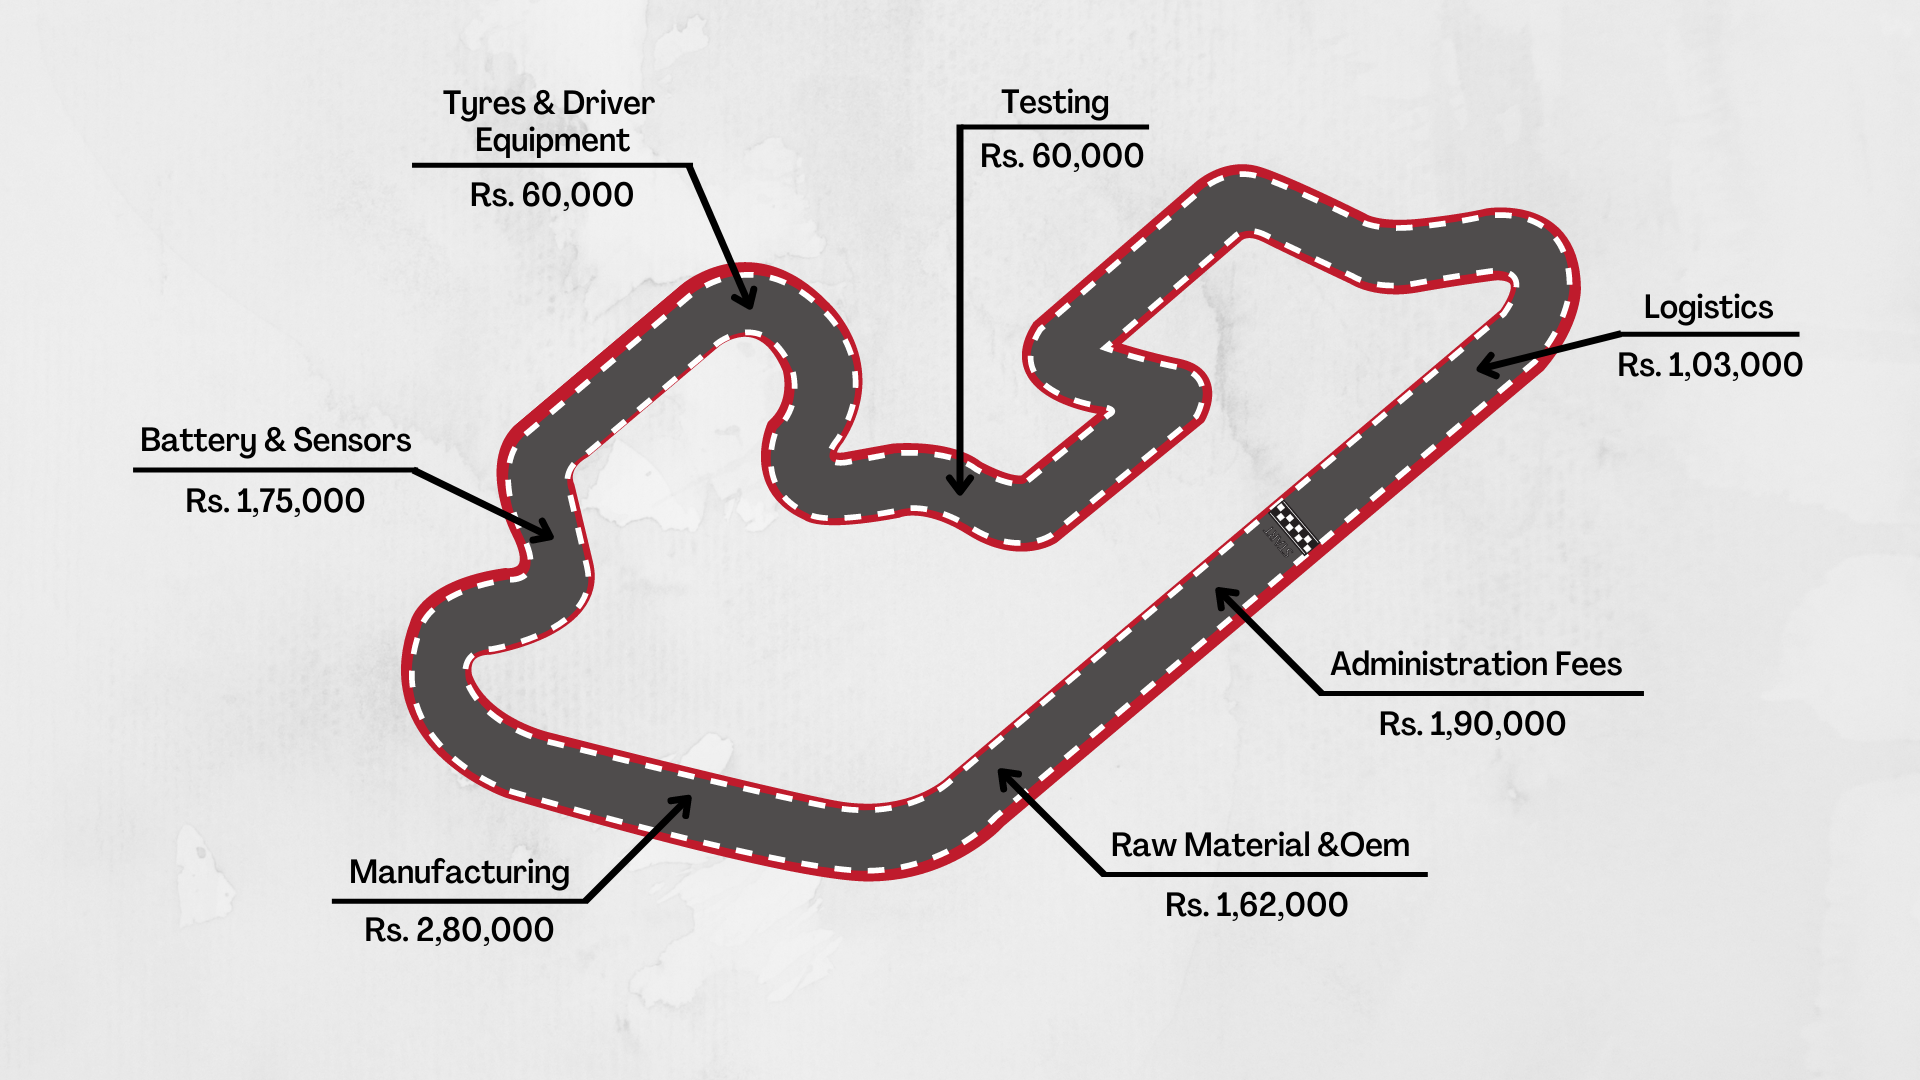 Tyres & Driver
Equipment
Rs. 60,000
Testing
Rs. 60,000
Logistics
Rs. 1,03,000
Battery & Sensors
Rs. 1,75,000
START
Administration Fees
Rs. 1,90,000
Raw Material &Oem
Rs. 1,62,000
Manufacturing
Rs. 2,80,000